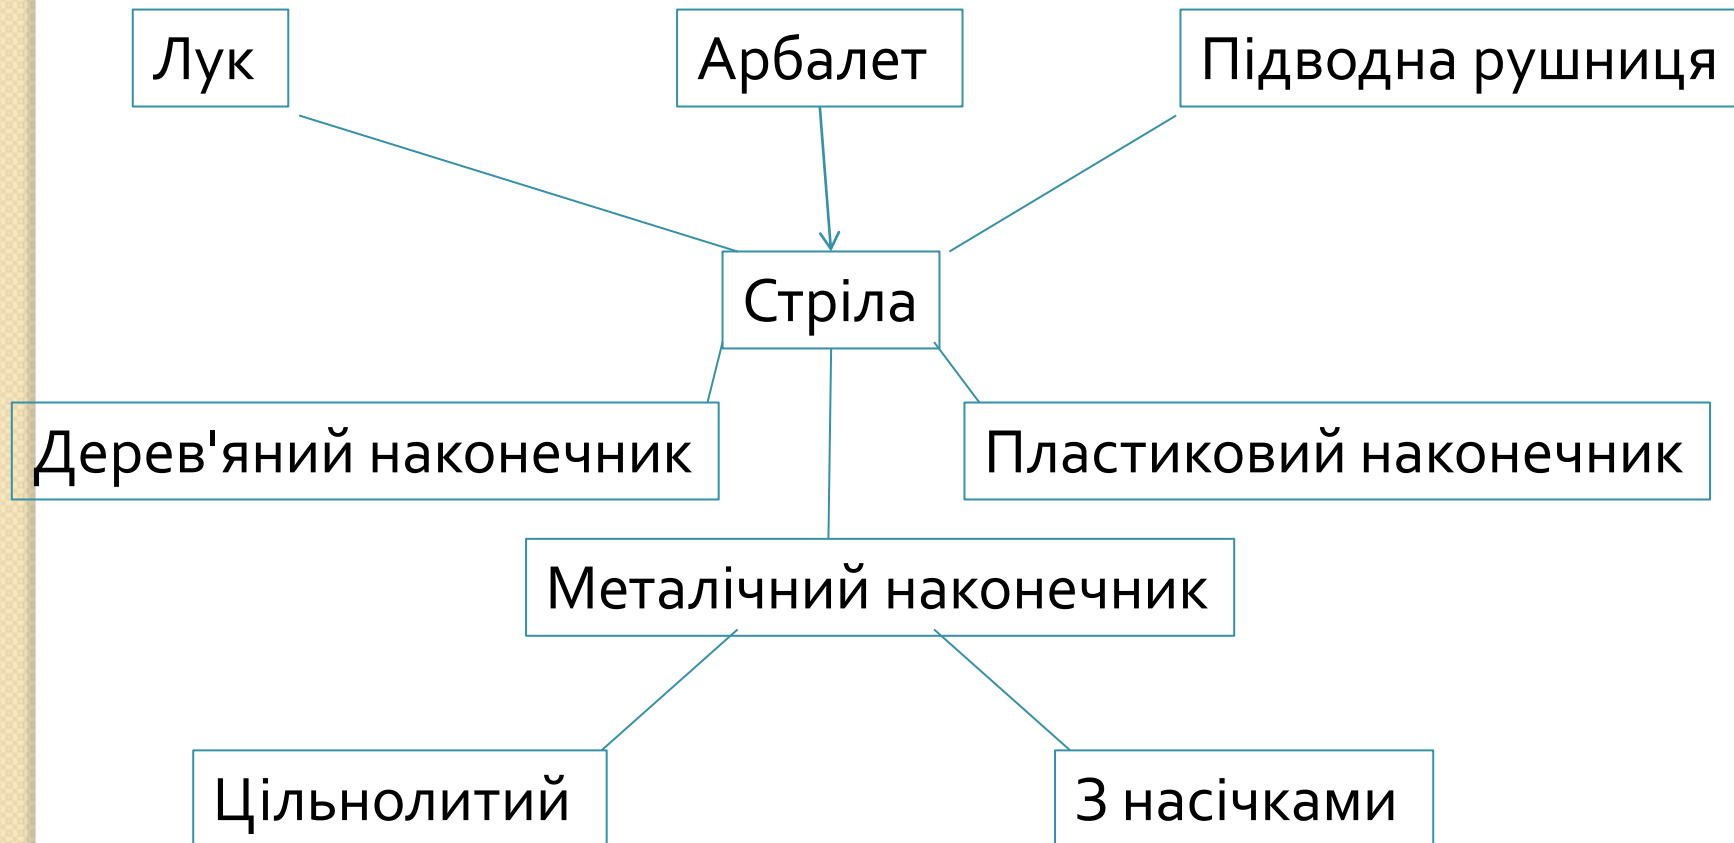 Лук
Арбалет
Підводна рушниця
Стріла
Дерев'яний наконечник
Пластиковий наконечник
Металічний наконечник
Цільнолитий
З насічками